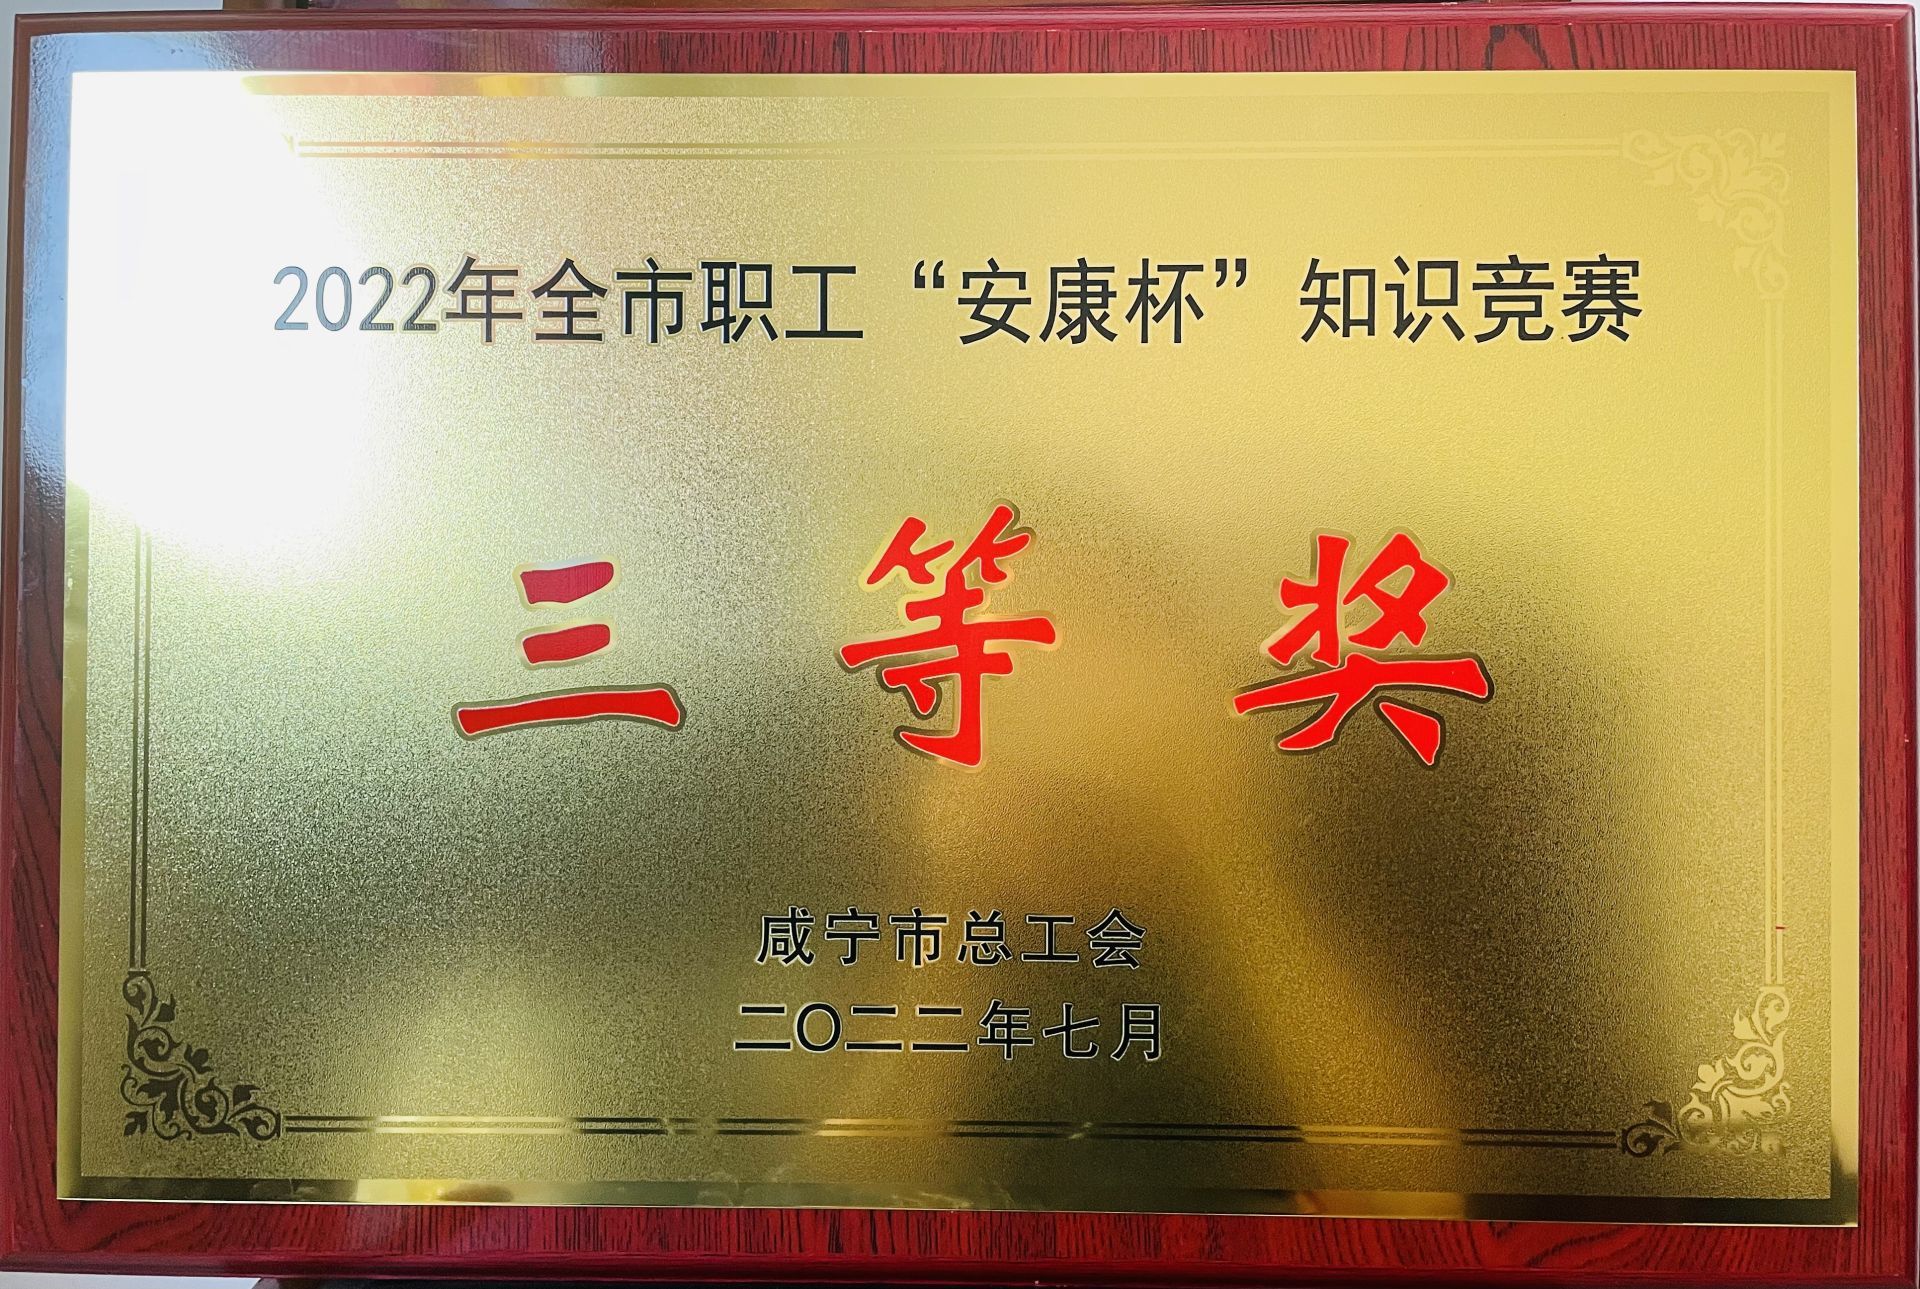 2022年全市职工“安康杯”知识竞赛
三等奖
咸宁市总工会
二〇二二年七月